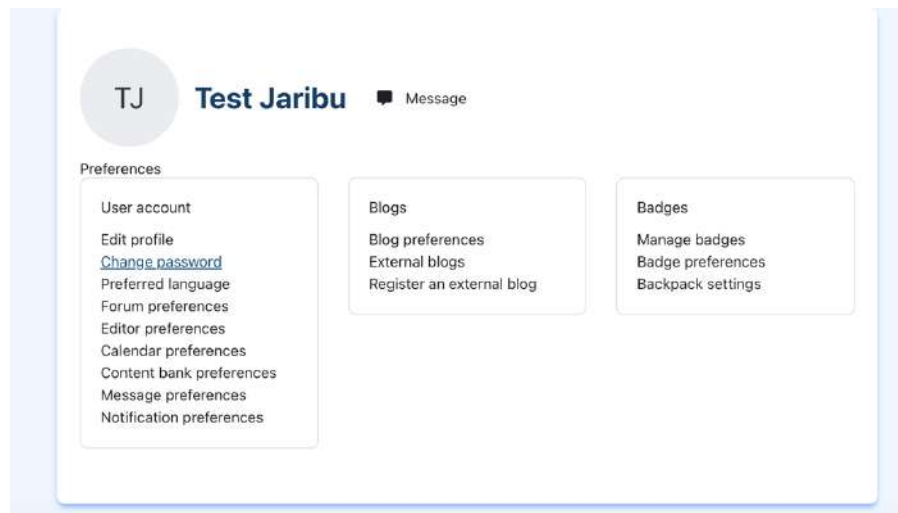 TJ
Test Jaribu
Message
Preferences
User account
Edit profile
Change password
Preferred language
Forum preferences
Editor preferences
Calendar preferences
Content bank preferences
Message preferences
Notification preferences
Blogs
Blog preferences
External blogs
Register an external blog
Badges
Manage badges
Badge preferences
Backpack settings